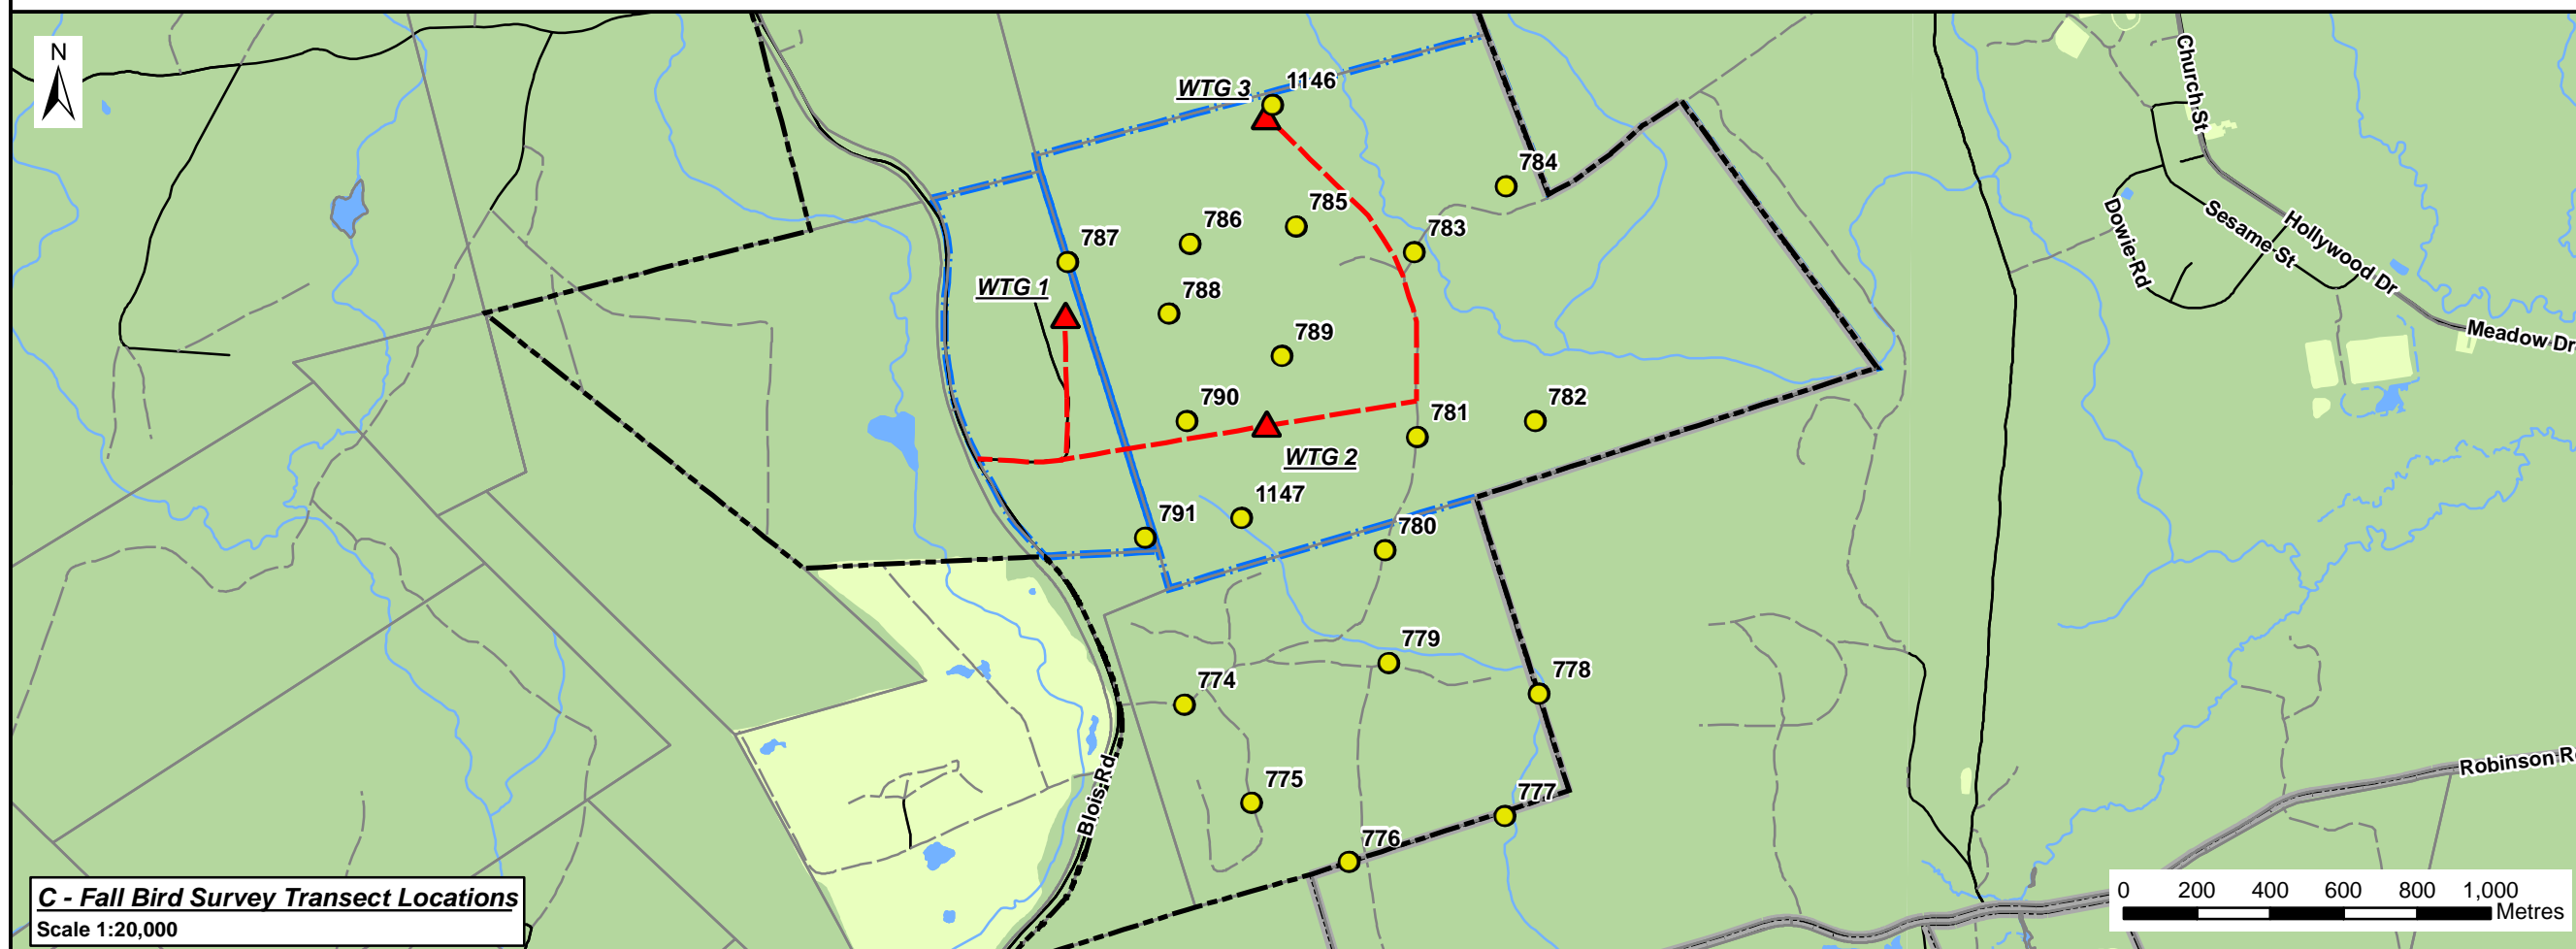 N
WTG 3
1146
Church St
784
785
783
786
787
Dowie Rd
Sesame St
Hollywood Dr
WTG 1
788
789
Meadow Dr
790
781
782
WTG 2
1147
791
780
779
778
774
Blois Rd
775
777
776
Robinson R
C - Fall Bird Survey Transect Locations
Scale 1:20,000
0 200 400 600 800 1,000
Metres